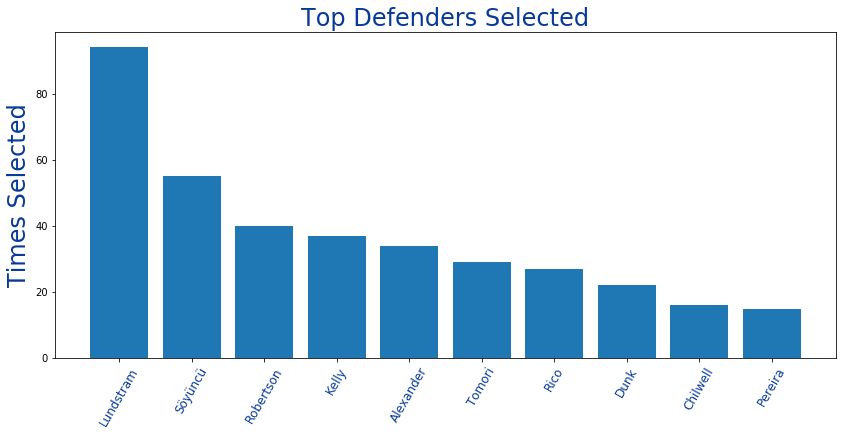 Top Defenders Selected
Times Selected
80
60
40
20
0
Lundstram
Söyüncü
Robertson
Kelly
Alexander
Tomori
Rico
Dunk
Chilwell
Pereira